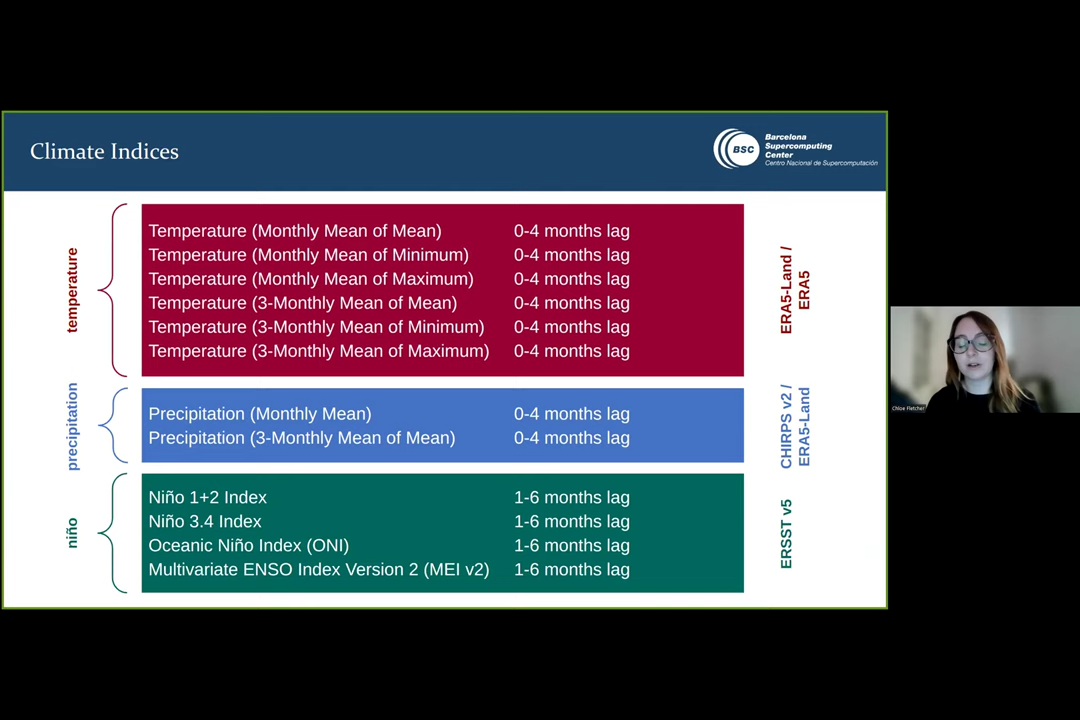 Climate Indices
BSC
Barcelona
Supercomputing
Center
Centro Nacional de Supercomputación
temperature
Temperature (Monthly Mean of Mean) 0-4 months lag
Temperature (Monthly Mean of Minimum) 0-4 months lag
Temperature (Monthly Mean of Maximum) 0-4 months lag
Temperature (3-Monthly Mean of Mean) 0-4 months lag
Temperature (3-Monthly Mean of Minimum) 0-4 months lag
Temperature (3-Monthly Mean of Maximum) 0-4 months lag
ERA5-Land /
ERA5
precipitation
Precipitation (Monthly Mean) 0-4 months lag
Precipitation (3-Monthly Mean of Mean) 0-4 months lag
CHIRPS v2 /
ERA5-Land
niño
Niño 1+2 Index 1-6 months lag
Niño 3.4 Index 1-6 months lag
Oceanic Niño Index (ONI) 1-6 months lag
Multivariate ENSO Index Version 2 (MEI v2) 1-6 months lag
ERSST v5
Chloe Fletcher